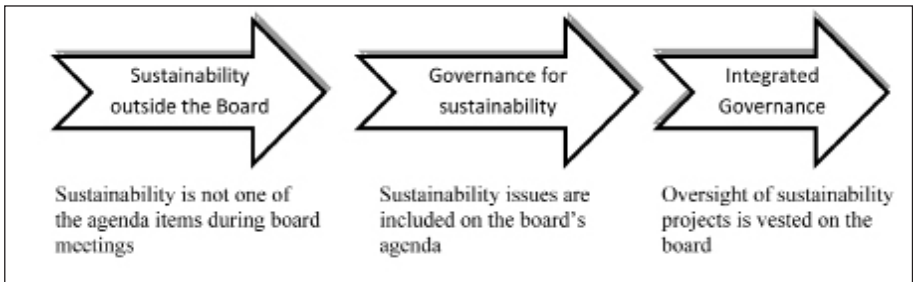 Sustainability
outside the Board
Governance for
sustainability
Integrated
Governance
Sustainability is not one of
the agenda items during board
meetings
Sustainability issues are
included on the board's
agenda
Oversight of sustainability
projects is vested on the
board